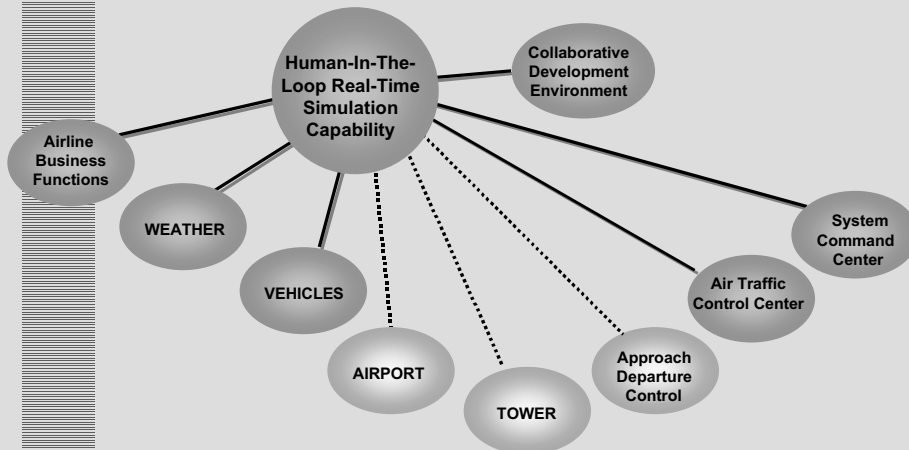 Human-In-The-
Loop Real-Time
Simulation
Capability
Collaborative
Development
Environment
Airline
Business
Functions
WEATHER
VEHICLES
AIRPORT
TOWER
Approach
Departure
Control
Air Traffic
Control Center
System
Command
Center